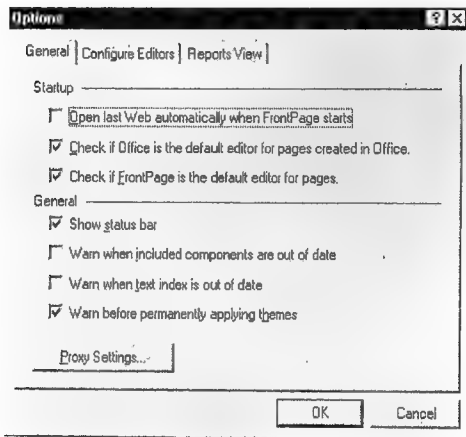 Options
General Configure Editors Reports View
Startup
Open last Web automatically when FrontPage starts
Check if Office is the default editor for pages created in Office.
Check if FrontPage is the default editor for pages.
General
Show status bar
Warn when included components are out of date
Warn when text index is out of date
Warn before permanently applying themes
Proxy Settings...
OK Cancel